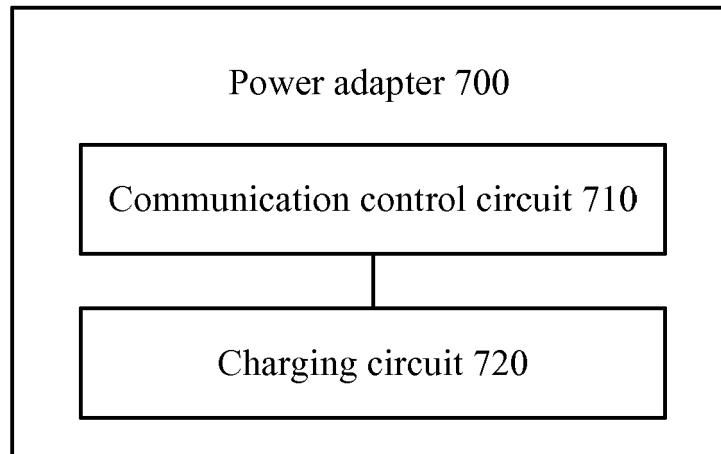 Power adapter 700
Communication control circuit 710
Charging circuit 720